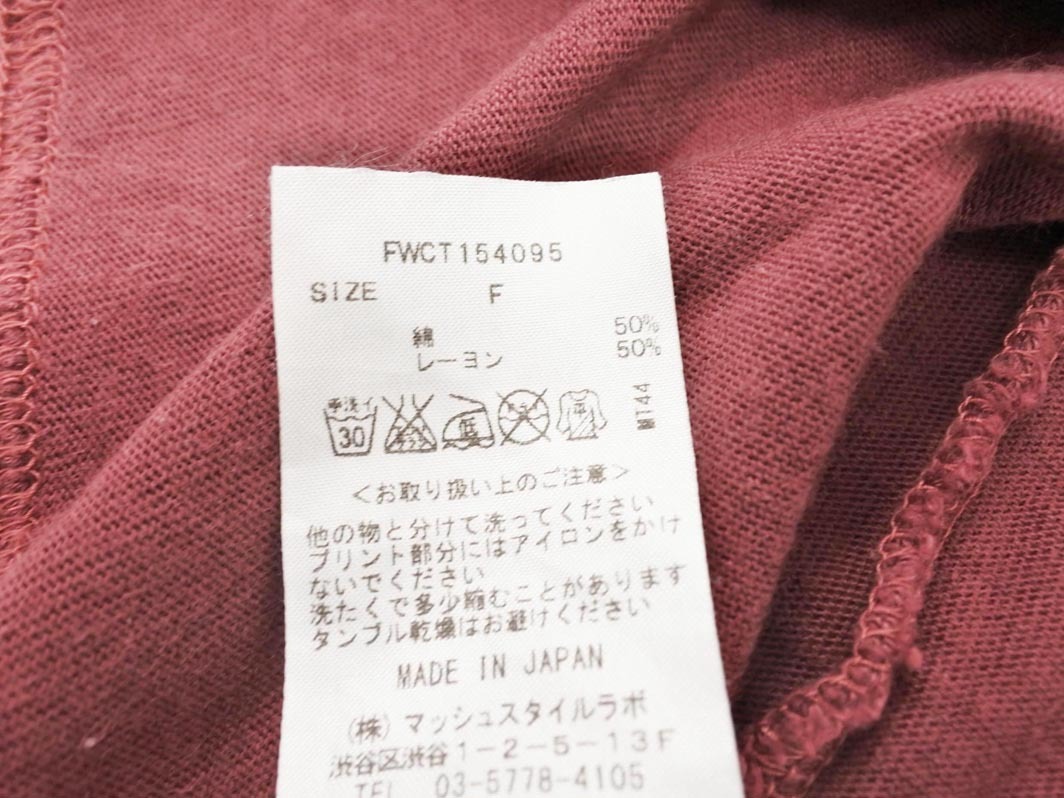 FWCT154095
SIZE F
綿 50%
レーヨン 50%
手洗イ
30 低 平
MT44
<お取り扱い上のご注意>
他の物と分けて洗ってください
プリント部分にはアイロンをかけ
ないでください
洗たくで多少縮むことがあります
タンブル乾燥はお避けください
MADE IN JAPAN
(株)マッシュスタイルラボ
渋谷区渋谷1-2-5-13F
TEL 03-5778-4105